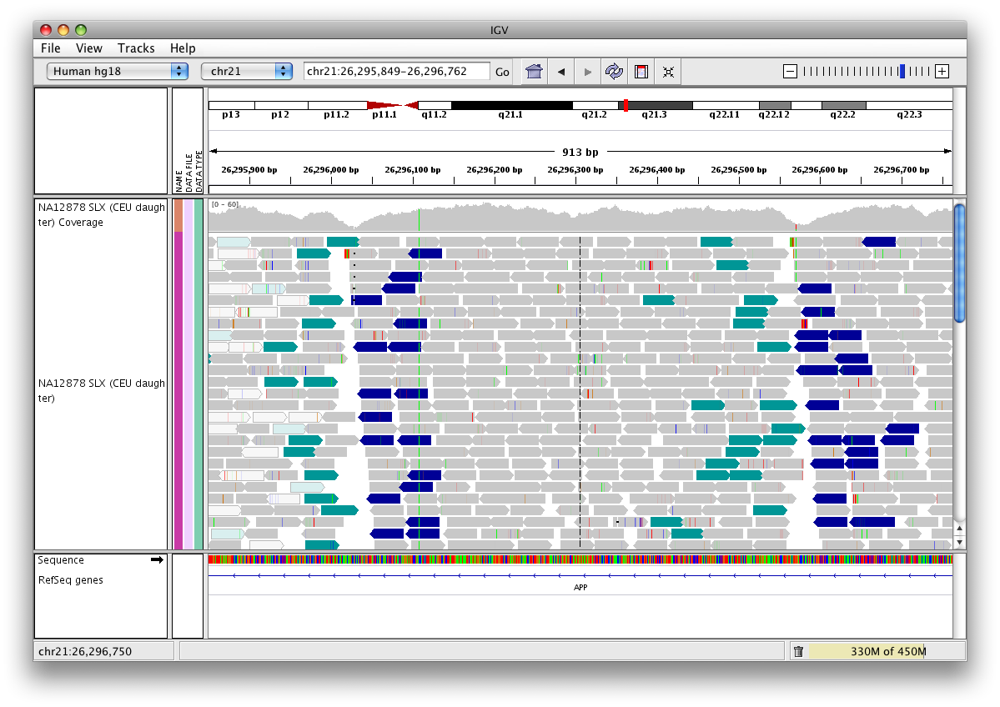 IGV
File View Tracks Help
Human hg18 chr21 chr21:26,295,849-26,296,762 Go
p13 p12 p11.2 p11.1 q11.2 q21.1 q21.2 q21.3 q22.11 q22.12 q22.2 q22.3
913 bp
26,295,900 bp 26,296,000 bp 26,296,100 bp 26,296,200 bp 26,296,300 bp 26,296,400 bp 26,296,500 bp 26,296,600 bp 26,296,700 bp
NAME
DATA FILE
DATA TYPE
NA12878 SLX (CEU daugh
ter) Coverage
[0 - 60]
NA12878 SLX (CEU daugh
ter)
Sequence
RefSeq genes
APP
chr21:26,296,750
330M of 450M